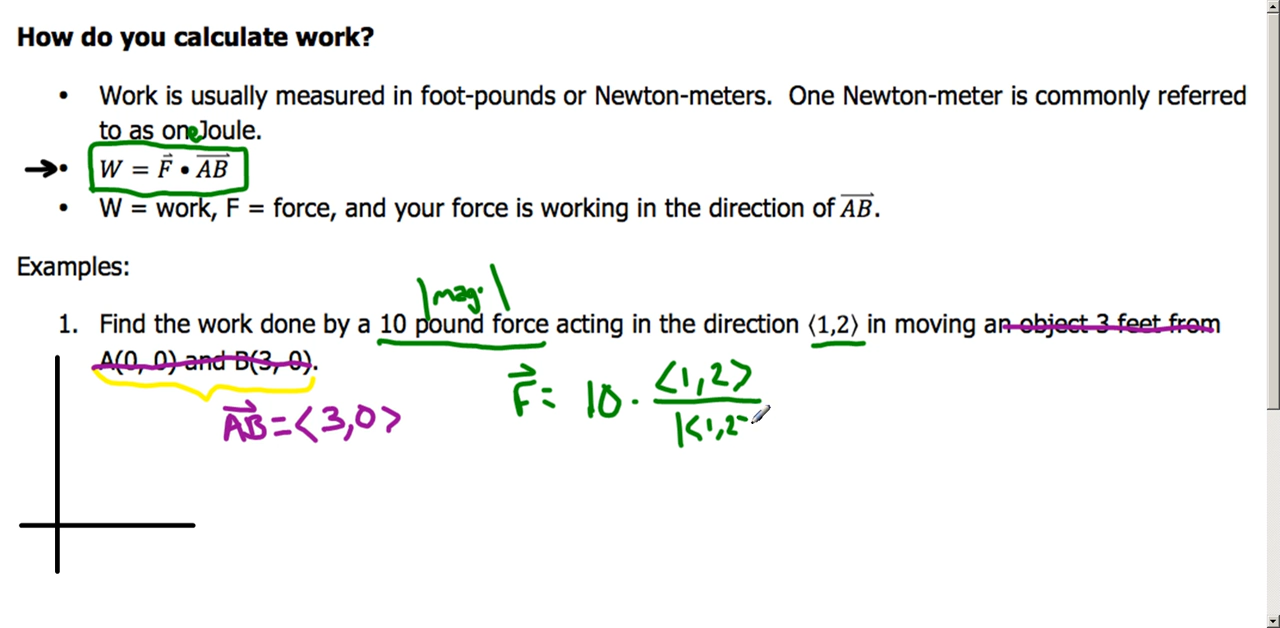 How do you calculate work?
• Work is usually measured in foot-pounds or Newton-meters. One Newton-meter is commonly referred
to as one Joule.
→• W = F⃗ • A͞B⃗
• W = work, F = force, and your force is working in the direction of A͞B⃗.
Examples:
|mag.|
1. Find the work done by a 10 pound force acting in the direction ⟨1,2⟩ in moving an object 3 feet from
A(0, 0) and B(3, 0).
F⃗ = 10 · <1,2>
A͞B⃗ = <3,0>
|<1,2